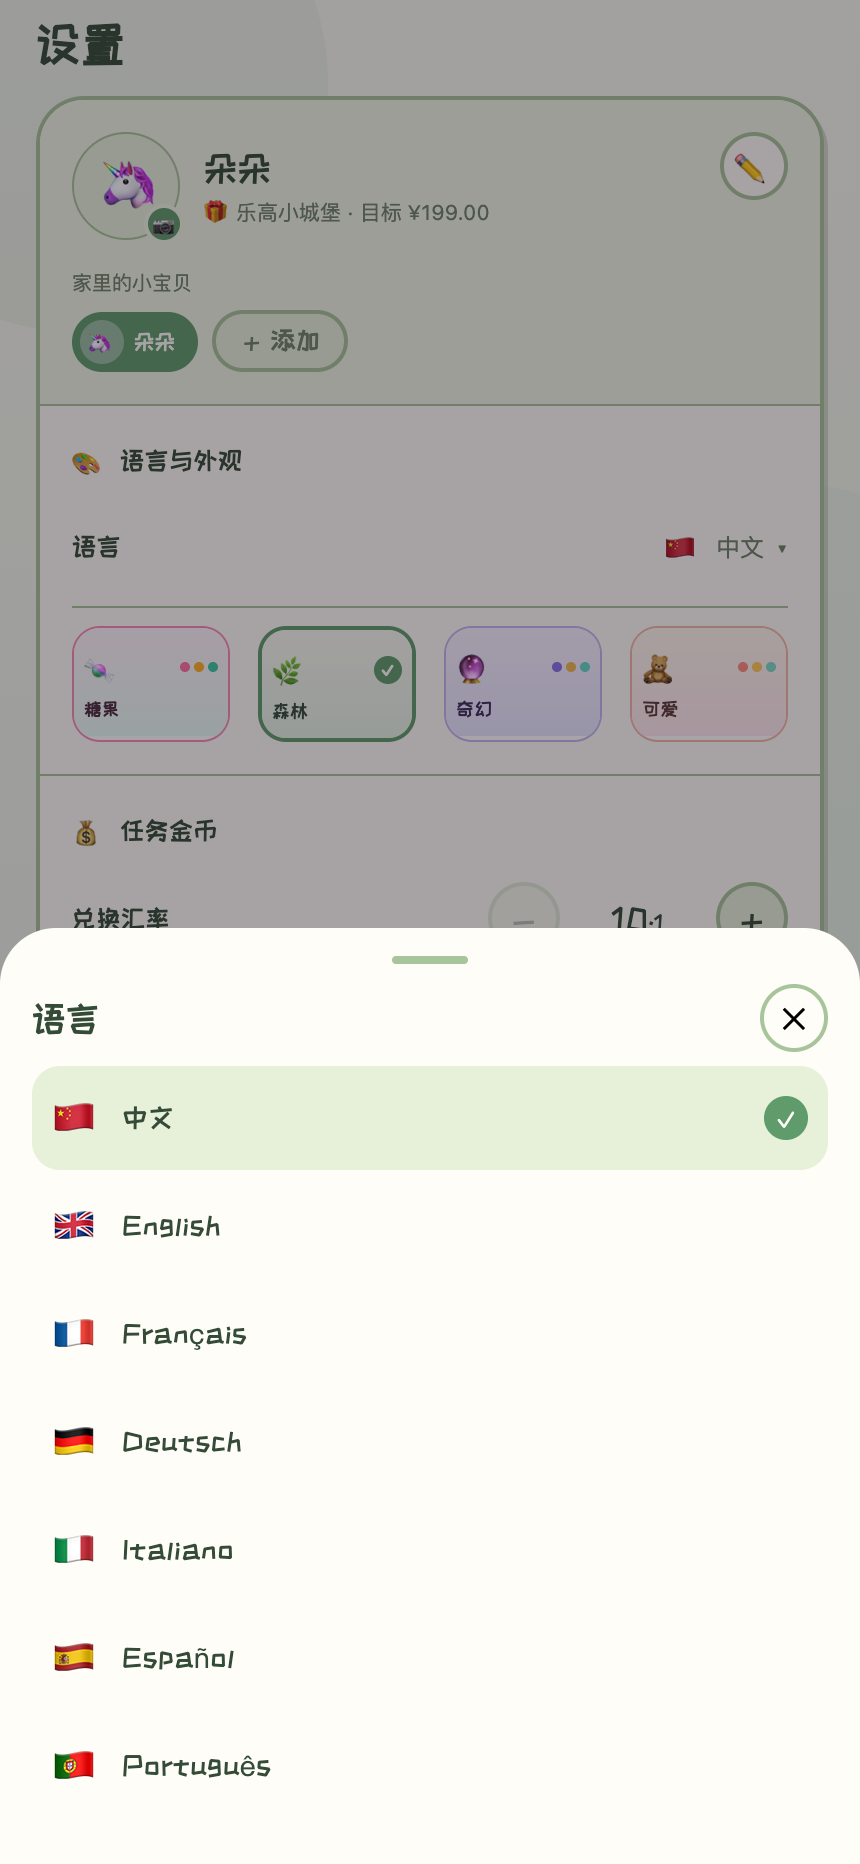 设置
朵朵
乐高小城堡 · 目标 ¥199.00
家里的小宝贝
朵朵
+ 添加
语言与外观
语言
中文 ▾
糖果
森林
奇幻
可爱
任务金币
兑换汇率
− 10:1 +
语言
中文
English
Français
Deutsch
Italiano
Español
Português